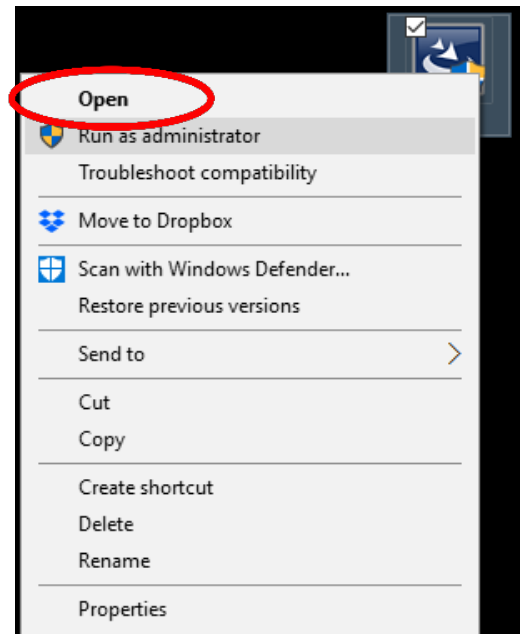 Open
Run as administrator
Troubleshoot compatibility
Move to Dropbox
Scan with Windows Defender...
Restore previous versions
Send to
Cut
Copy
Create shortcut
Delete
Rename
Properties